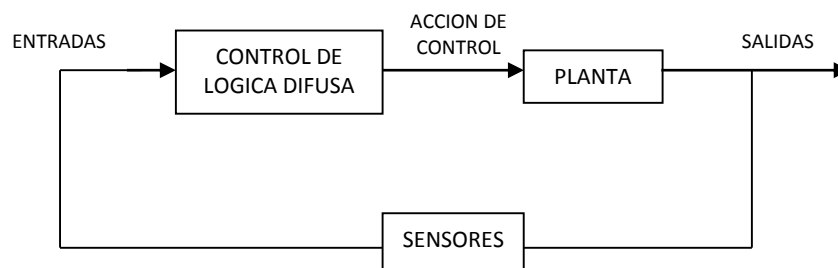 ENTRADAS
CONTROL DE
LOGICA DIFUSA
ACCION DE
CONTROL
PLANTA
SALIDAS
SENSORES